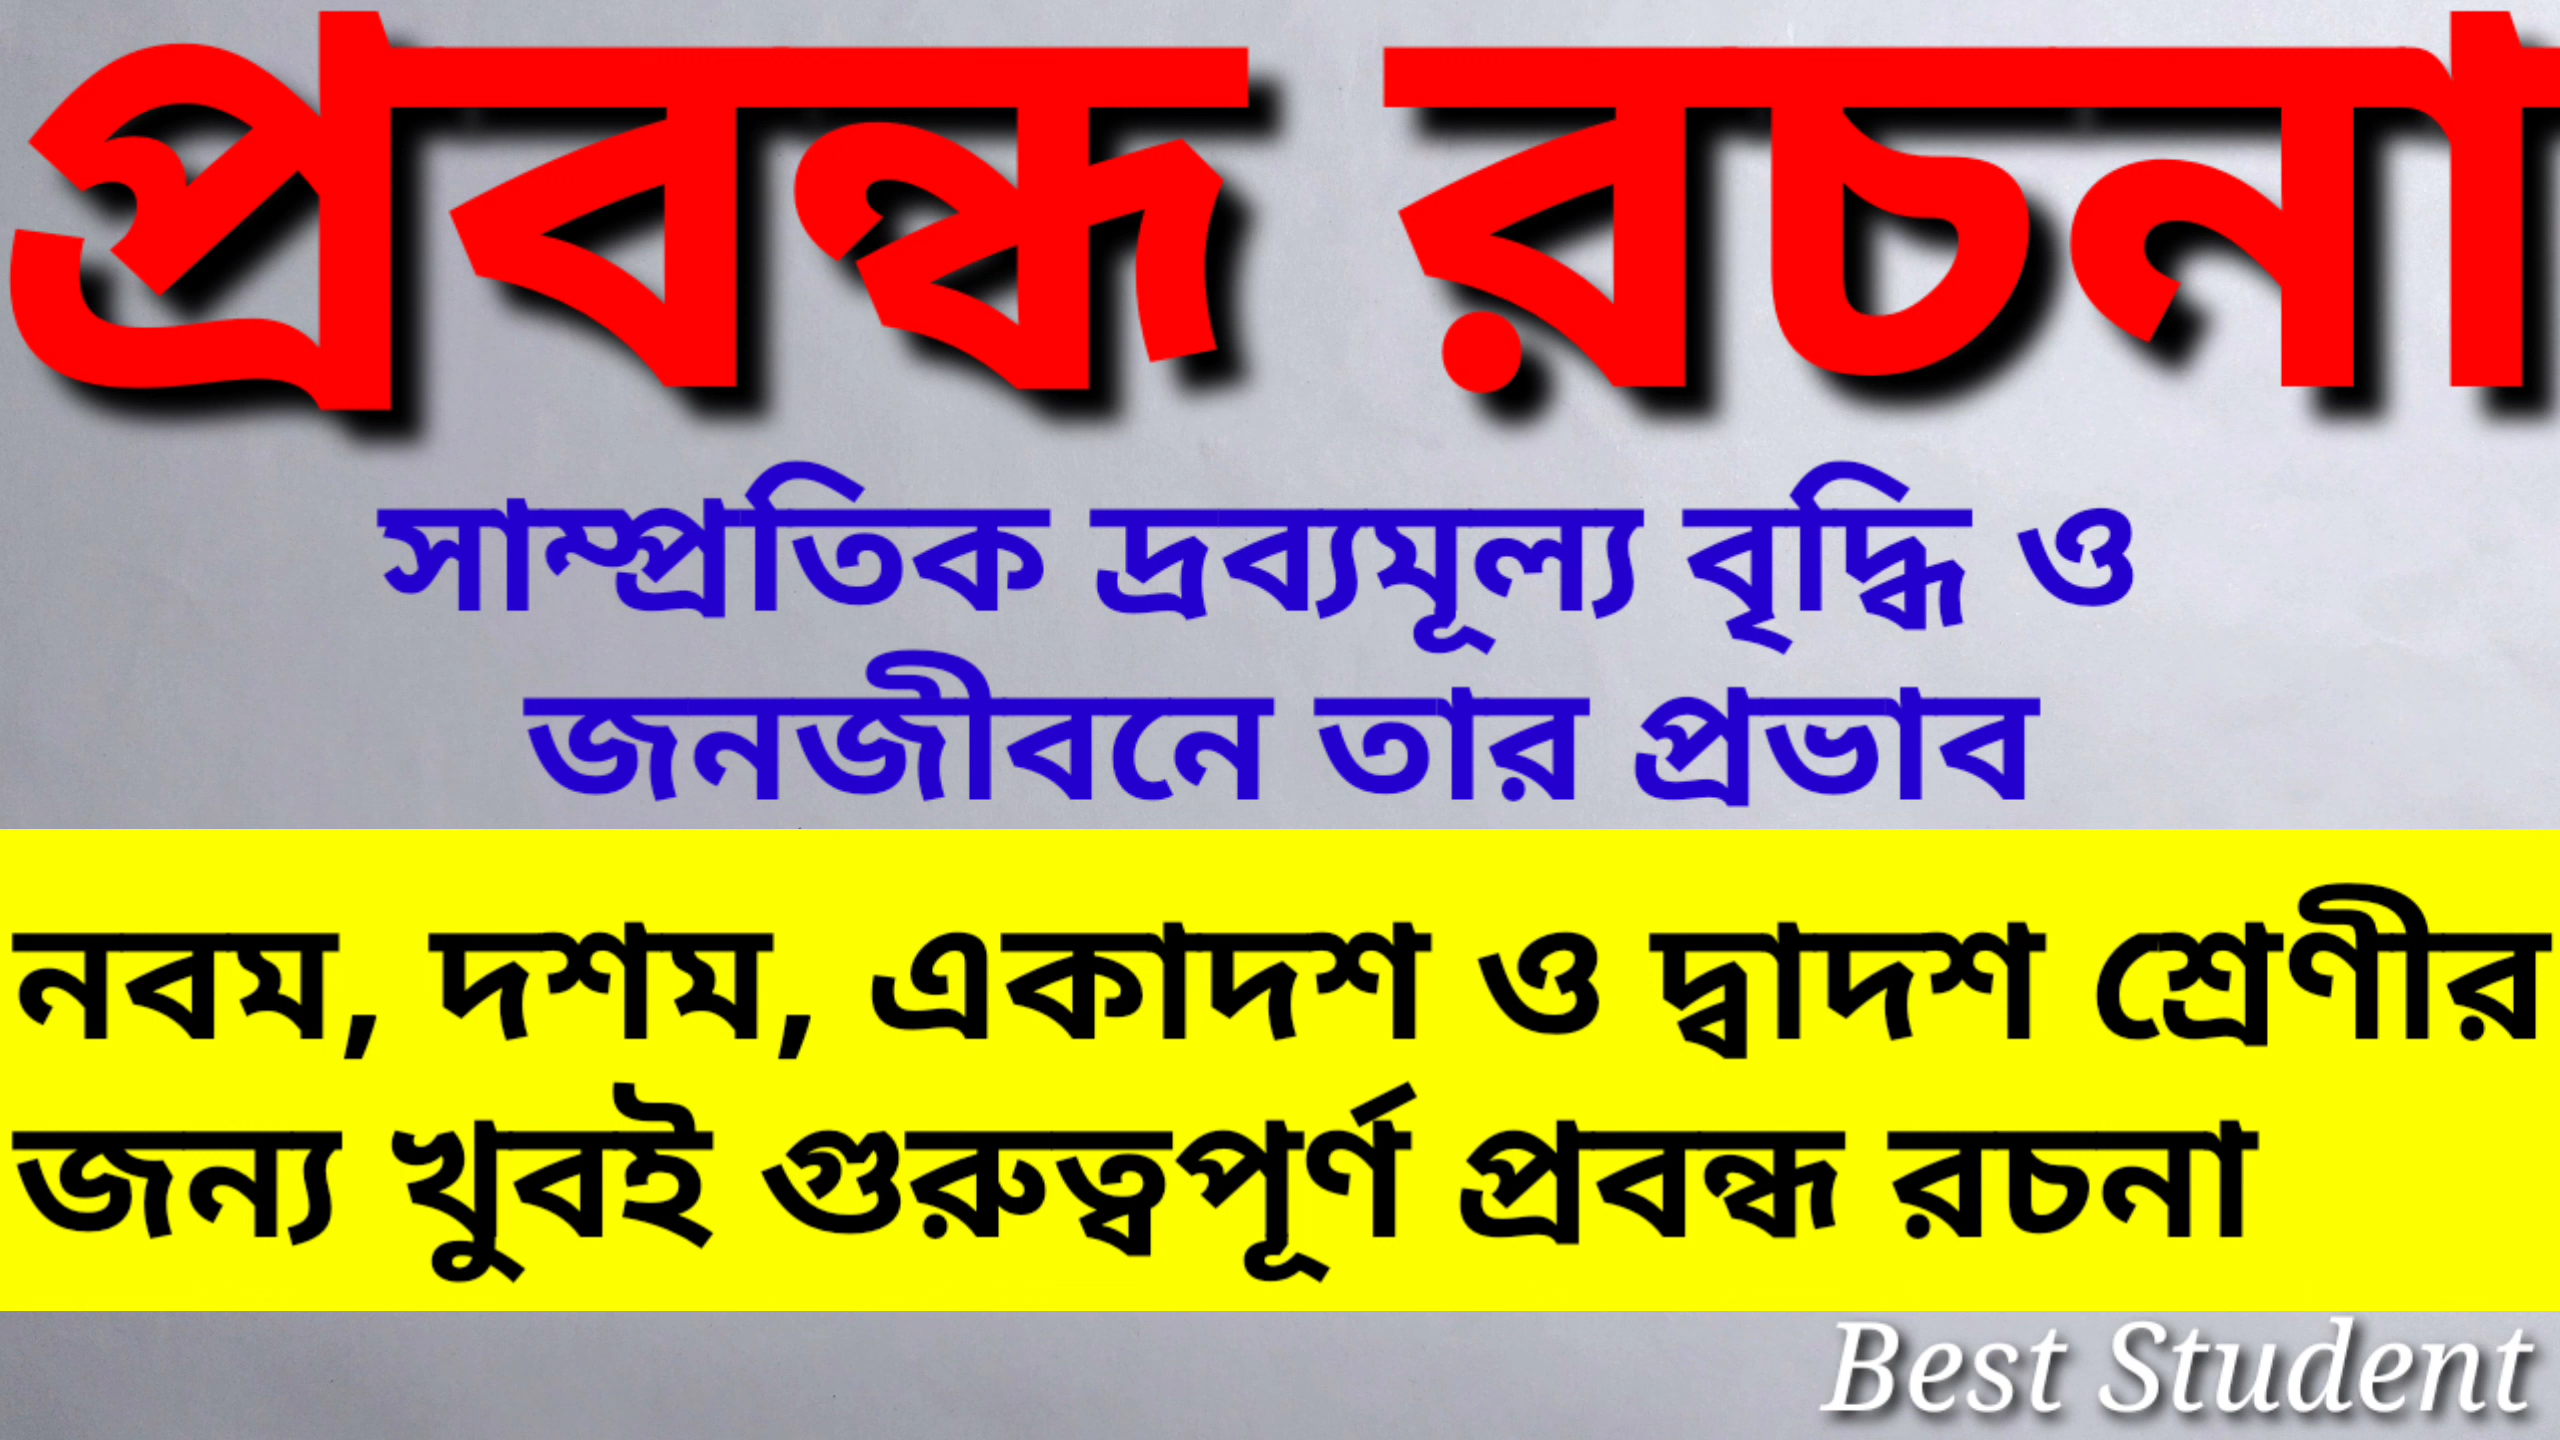 প্রবন্ধ রচনা
সাম্প্রতিক দ্রব্যমূল্য বৃদ্ধি ও
জনজীবনে তার প্রভাব
নবম, দশম, একাদশ ও দ্বাদশ শ্রেণীর
জন্য খুবই গুরুত্বপূর্ণ প্রবন্ধ রচনা
Best Student